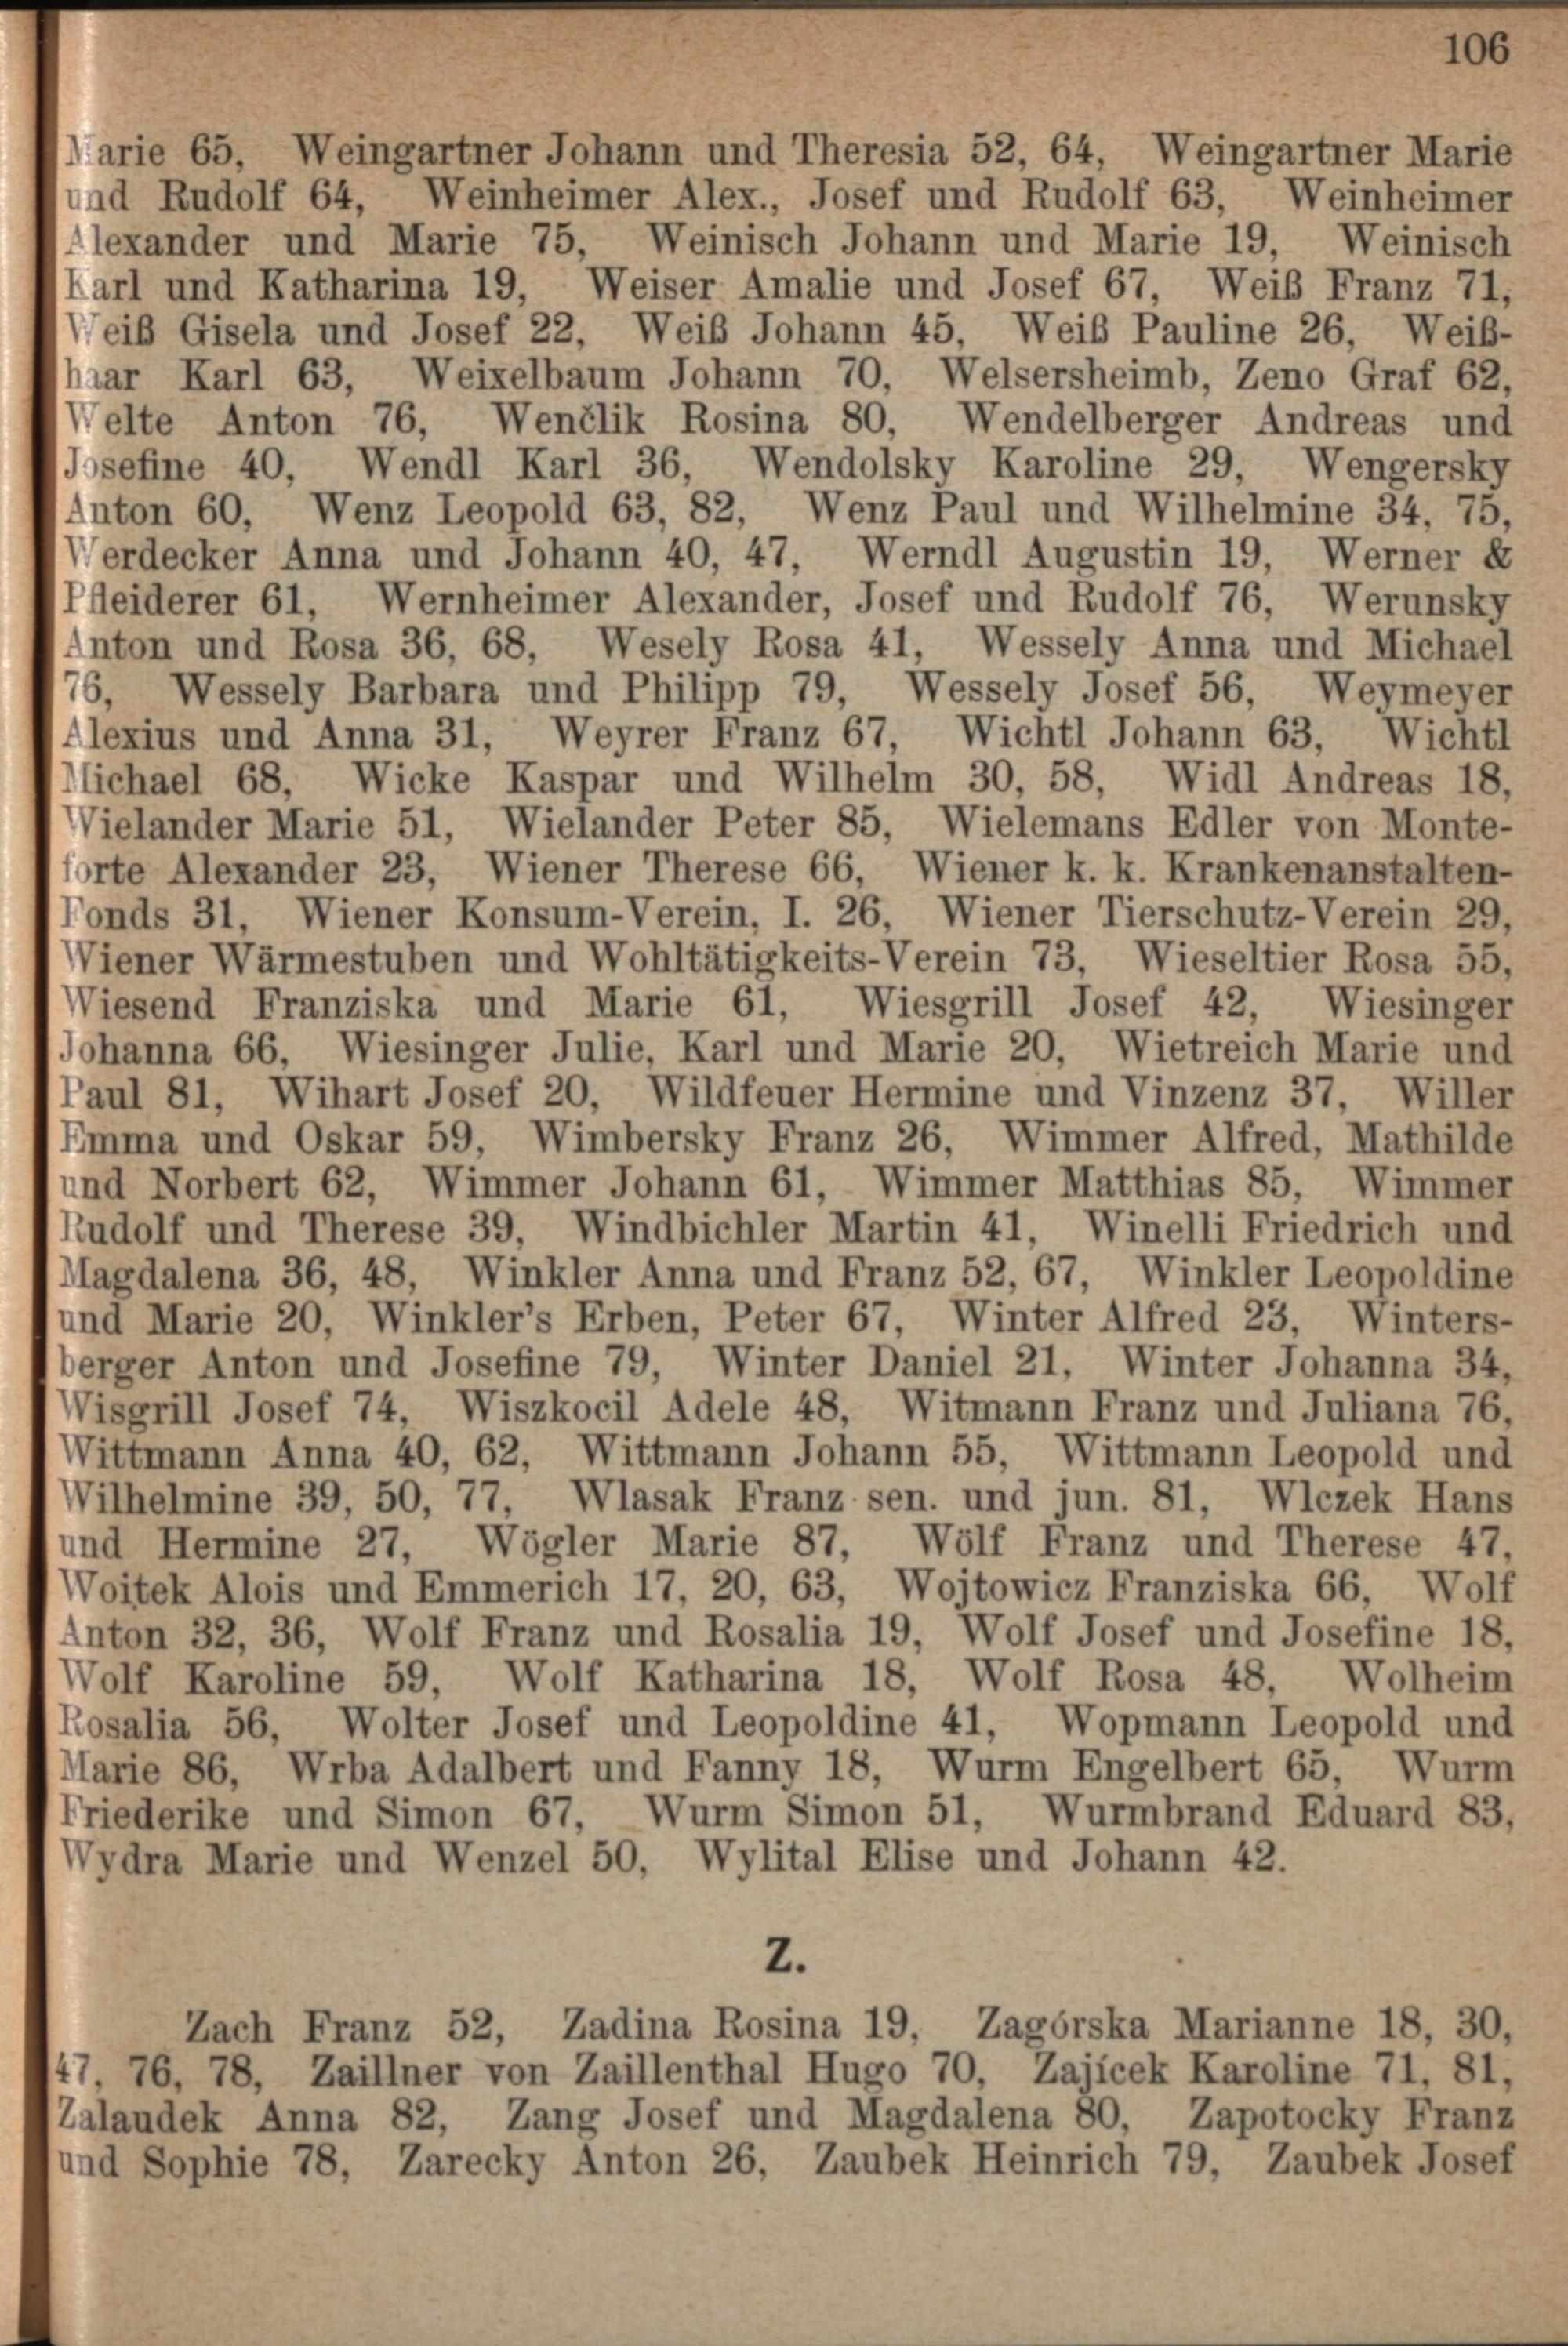 106
Marie 65, Weingartner Johann und Theresia 52, 64, Weingartner Marie
und Rudolf 64, Weinheimer Alex., Josef und Rudolf 63, Weinheimer
Alexander und Marie 75, Weinisch Johann und Marie 19, Weinisch
Karl und Katharina 19, Weiser Amalie und Josef 67, Weiß Franz 71,
Weiß Gisela und Josef 22, Weiß Johann 45, Weiß Pauline 26, Weiß-
haar Karl 63, Weixelbaum Johann 70, Welsersheimb, Zeno Graf 62,
Welte Anton 76, Wenčlik Rosina 80, Wendelberger Andreas und
Josefine 40, Wendl Karl 36, Wendolsky Karoline 29, Wengersky
Anton 60, Wenz Leopold 63, 82, Wenz Paul und Wilhelmine 34, 75,
Werdecker Anna und Johann 40, 47, Werndl Augustin 19, Werner &
Pfleiderer 61, Wernheimer Alexander, Josef und Rudolf 76, Werunsky
Anton und Rosa 36, 68, Wesely Rosa 41, Wessely Anna und Michael
76, Wessely Barbara und Philipp 79, Wessely Josef 56, Weymeyer
Alexius und Anna 31, Weyrer Franz 67, Wichtl Johann 63, Wichtl
Michael 68, Wicke Kaspar und Wilhelm 30, 58, Widl Andreas 18,
Wielander Marie 51, Wielander Peter 85, Wielemans Edler von Monte-
forte Alexander 23, Wiener Therese 66, Wiener k. k. Krankenanstalten-
Fonds 31, Wiener Konsum-Verein, I. 26, Wiener Tierschutz-Verein 29,
Wiener Wärmestuben und Wohltätigkeits-Verein 73, Wieseltier Rosa 55,
Wiesend Franziska und Marie 61, Wiesgrill Josef 42, Wiesinger
Johanna 66, Wiesinger Julie, Karl und Marie 20, Wietreich Marie und
Paul 81, Wihart Josef 20, Wildfeuer Hermine und Vinzenz 37, Willer
Emma und Oskar 59, Wimbersky Franz 26, Wimmer Alfred, Mathilde
und Norbert 62, Wimmer Johann 61, Wimmer Matthias 85, Wimmer
Rudolf und Therese 39, Windbichler Martin 41, Winelli Friedrich und
Magdalena 36, 48, Winkler Anna und Franz 52, 67, Winkler Leopoldine
und Marie 20, Winkler's Erben, Peter 67, Winter Alfred 23, Winters-
berger Anton und Josefine 79, Winter Daniel 21, Winter Johanna 34,
Wisgrill Josef 74, Wiszkocil Adele 48, Witmann Franz und Juliana 76,
Wittmann Anna 40, 62, Wittmann Johann 55, Wittmann Leopold und
Wilhelmine 39, 50, 77, Wlasak Franz sen. und jun. 81, Wlczek Hans
und Hermine 27, Wögler Marie 87, Wölf Franz und Therese 47,
Woitek Alois und Emmerich 17, 20, 63, Wojtowicz Franziska 66, Wolf
Anton 32, 36, Wolf Franz und Rosalia 19, Wolf Josef und Josefine 18,
Wolf Karoline 59, Wolf Katharina 18, Wolf Rosa 48, Wolheim
Rosalia 56, Wolter Josef und Leopoldine 41, Wopmann Leopold und
Marie 86, Wrba Adalbert und Fanny 18, Wurm Engelbert 65, Wurm
Friederike und Simon 67, Wurm Simon 51, Wurmbrand Eduard 83,
Wydra Marie und Wenzel 50, Wylital Elise und Johann 42.
Z.
Zach Franz 52, Zadina Rosina 19, Zagórska Marianne 18, 30,
47, 76, 78, Zaillner von Zaillenthal Hugo 70, Zajícek Karoline 71, 81,
Zalaudek Anna 82, Zang Josef und Magdalena 80, Zapotocky Franz
und Sophie 78, Zarecky Anton 26, Zaubek Heinrich 79, Zaubek Josef